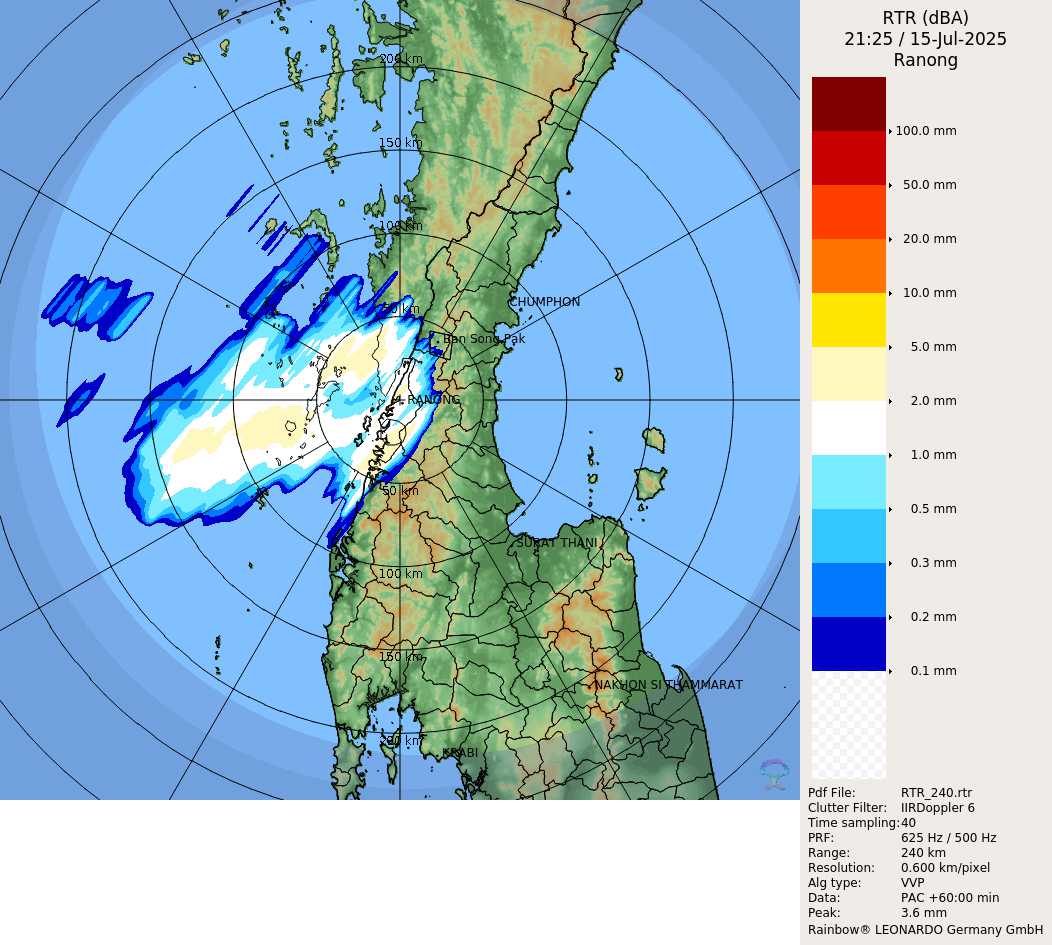 RTR (dBA)
21:25 / 15-Jul-2025
Ranong
100.0 mm
50.0 mm
20.0 mm
10.0 mm
5.0 mm
2.0 mm
1.0 mm
0.5 mm
0.3 mm
0.2 mm
0.1 mm
Pdf File: RTR_240.rtr
Clutter Filter: IIRDoppler 6
Time sampling: 40
PRF: 625 Hz / 500 Hz
Range: 240 km
Resolution: 0.600 km/pixel
Alg type: VVP
Data: PAC +60:00 min
Peak: 3.6 mm
Rainbow® LEONARDO Germany GmbH
200 km
150 km
100 km
50 km
CHUMPHON
Ban Song Pak
RANONG
50 km
SURAT THANI
100 km
150 km
NAKHON SI THAMMARAT
200 km
KRABI